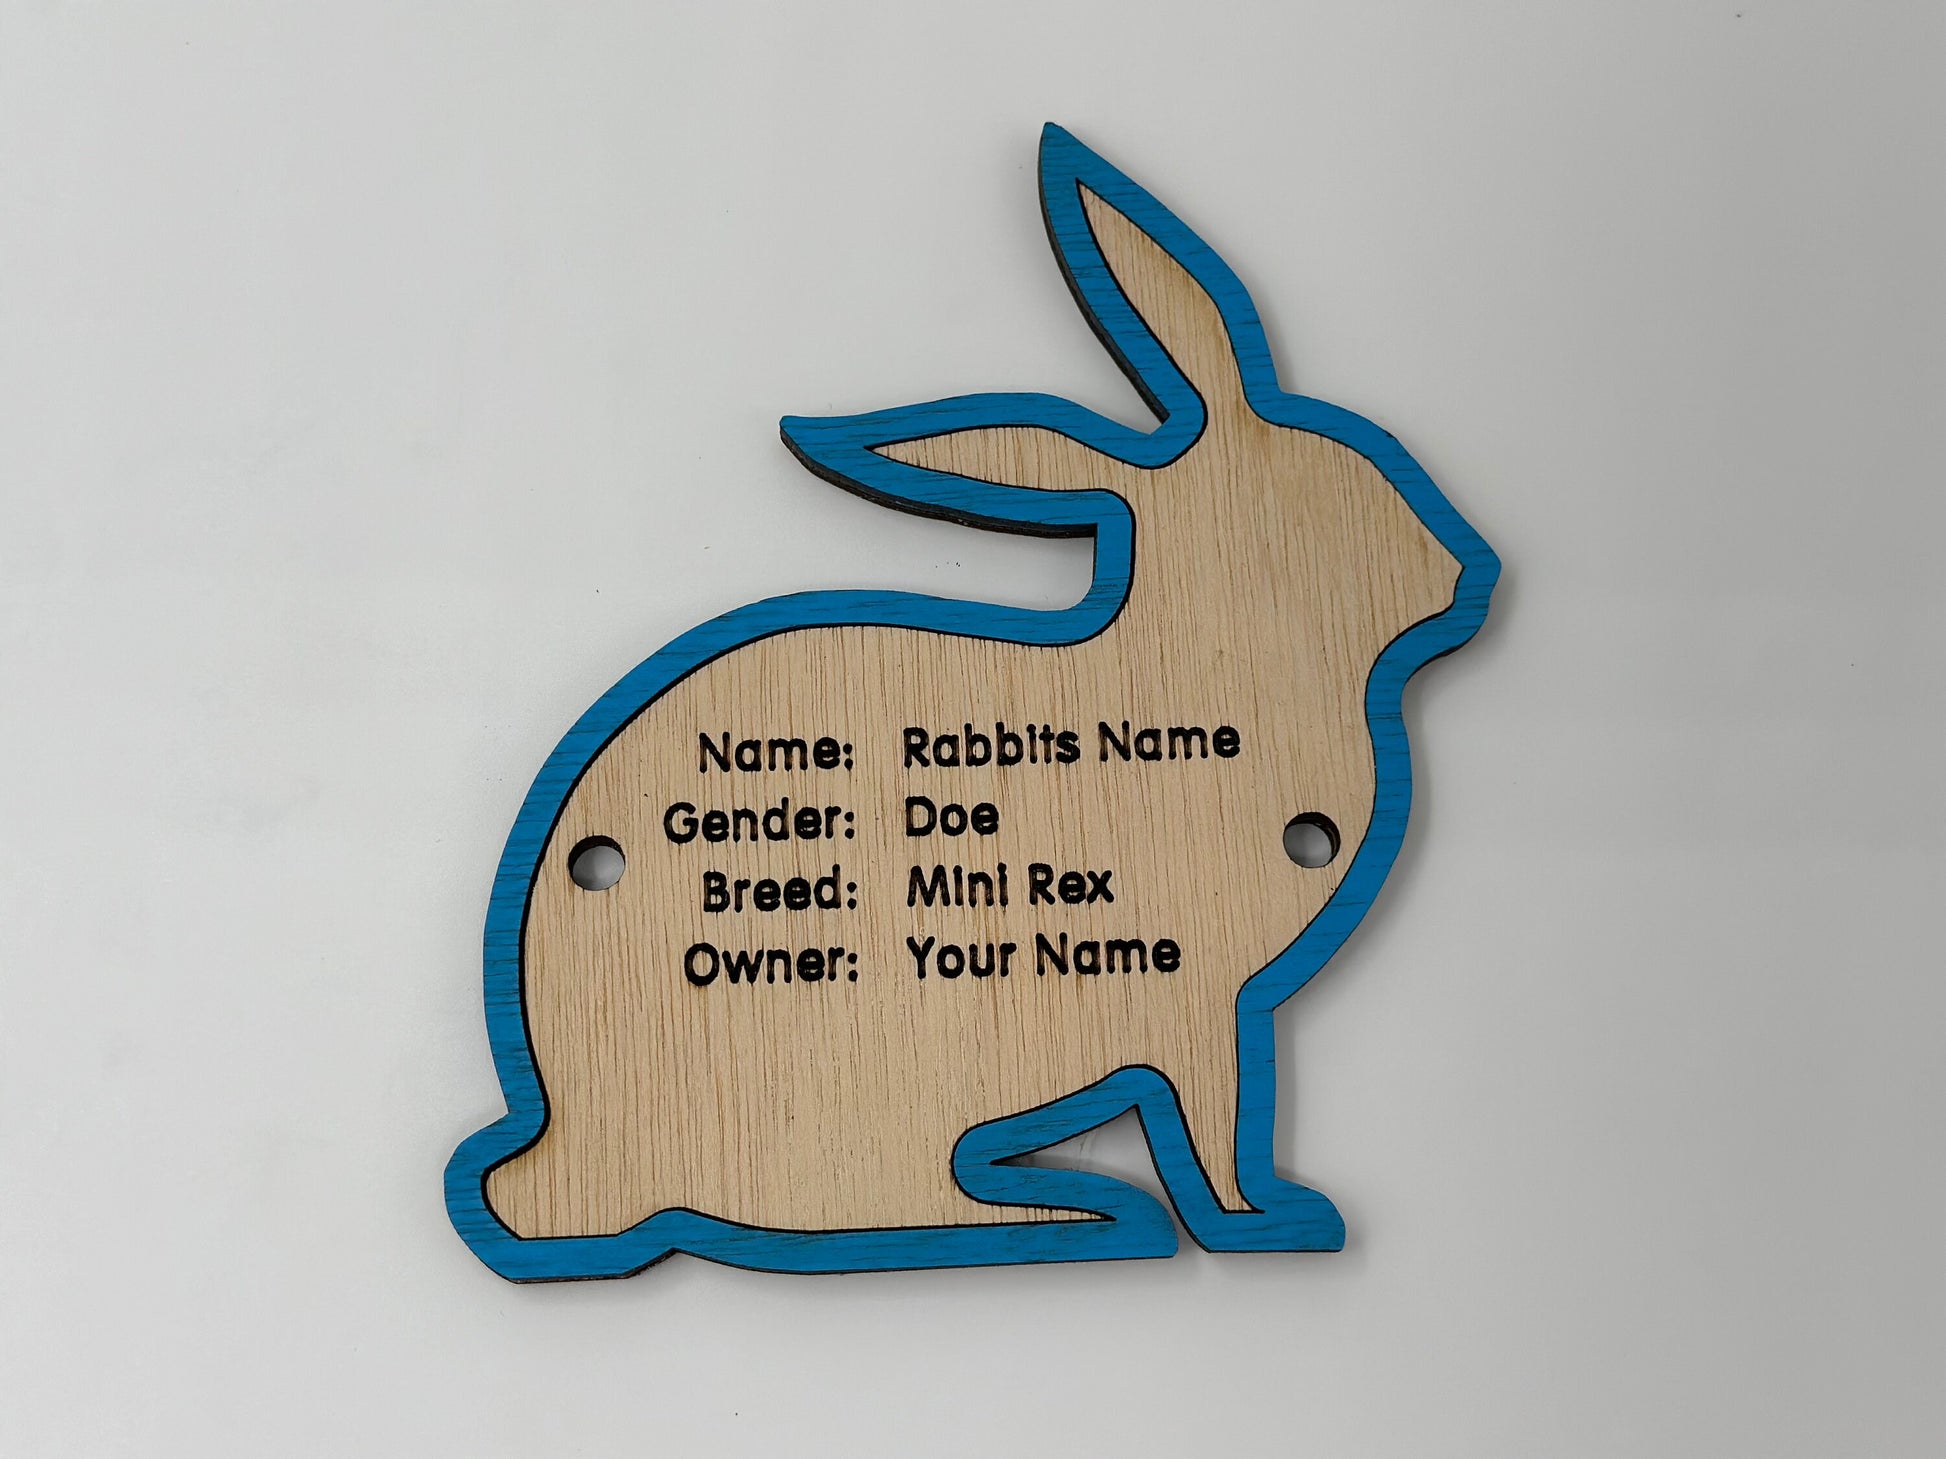 Name: Rabbits Name
Gender: Doe
Breed: Mini Rex
Owner: Your Name